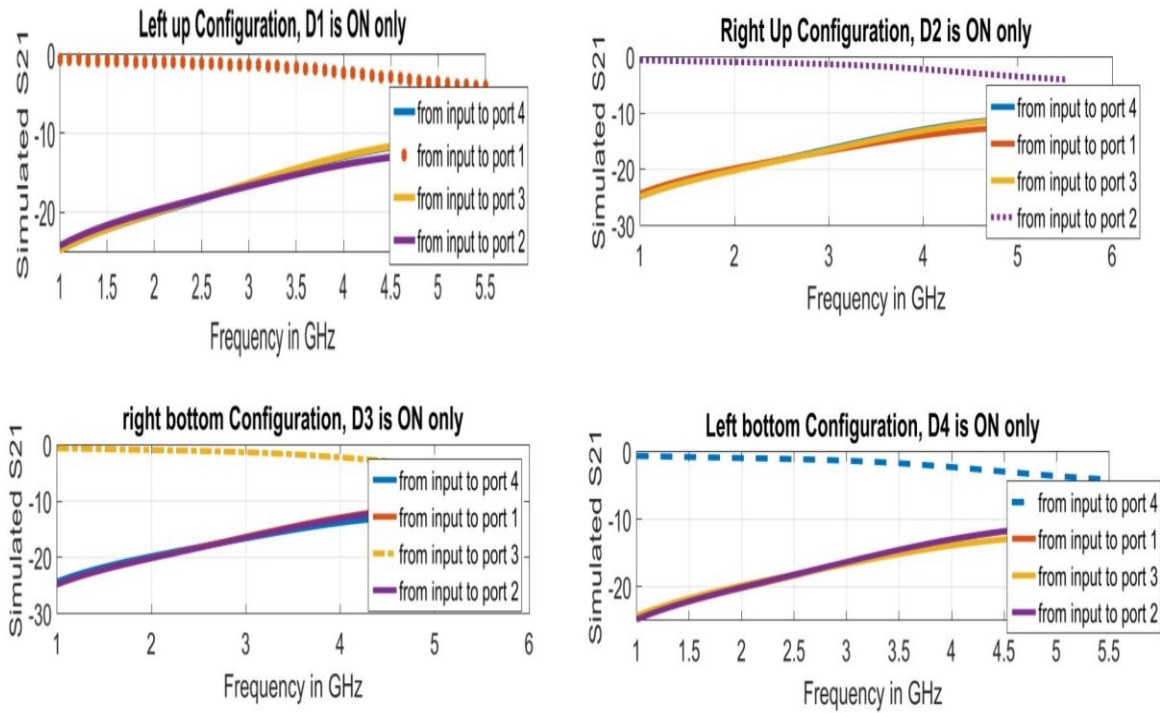 Left up Configuration, D1 is ON only
Simulated S21
0
-10
-20
from input to port 4
from input to port 1
from input to port 3
from input to port 2
1 1.5 2 2.5 3 3.5 4 4.5 5 5.5
Frequency in GHz
Right Up Configuration, D2 is ON only
Simulated S21
0
-10
-20
-30
from input to port 4
from input to port 1
from input to port 3
from input to port 2
1 2 3 4 5 6
Frequency in GHz
right bottom Configuration, D3 is ON only
Simulated S21
0
-10
-20
-30
from input to port 4
from input to port 1
from input to port 3
from input to port 2
1 2 3 4 5 6
Frequency in GHz
Left bottom Configuration, D4 is ON only
Simulated S21
0
-10
-20
from input to port 4
from input to port 1
from input to port 3
from input to port 2
1 1.5 2 2.5 3 3.5 4 4.5 5 5.5
Frequency in GHz